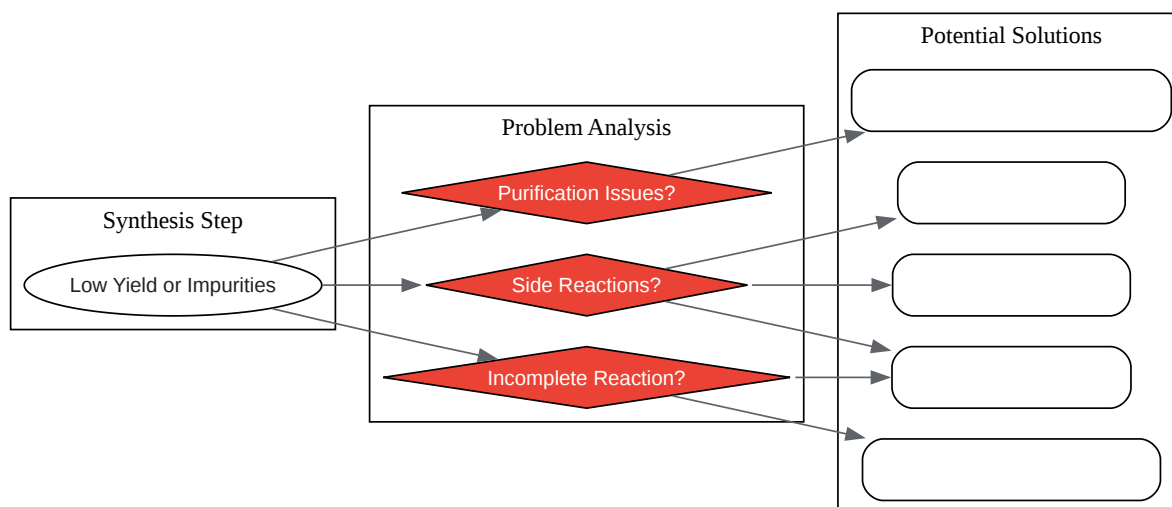 Synthesis Step
Low Yield or Impurities
Problem Analysis
Purification Issues?
Side Reactions?
Incomplete Reaction?
Potential Solutions